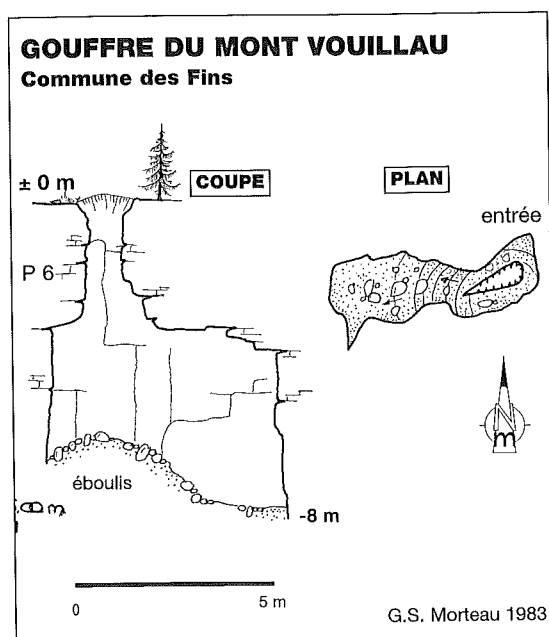 GOUFFRE DU MONT VOUILLAU
Commune des Fins
± 0 m
COUPE
PLAN
entrée
P 6
N
m
éboulis
-8 m
0
5 m
G.S. Morteau 1983